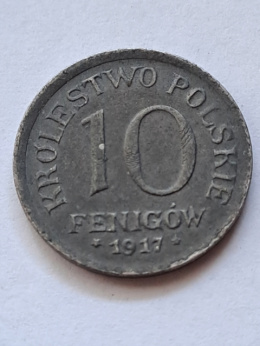 KRÓLESTWO POLSKIE
10
FENIGÓW
* 1917 *